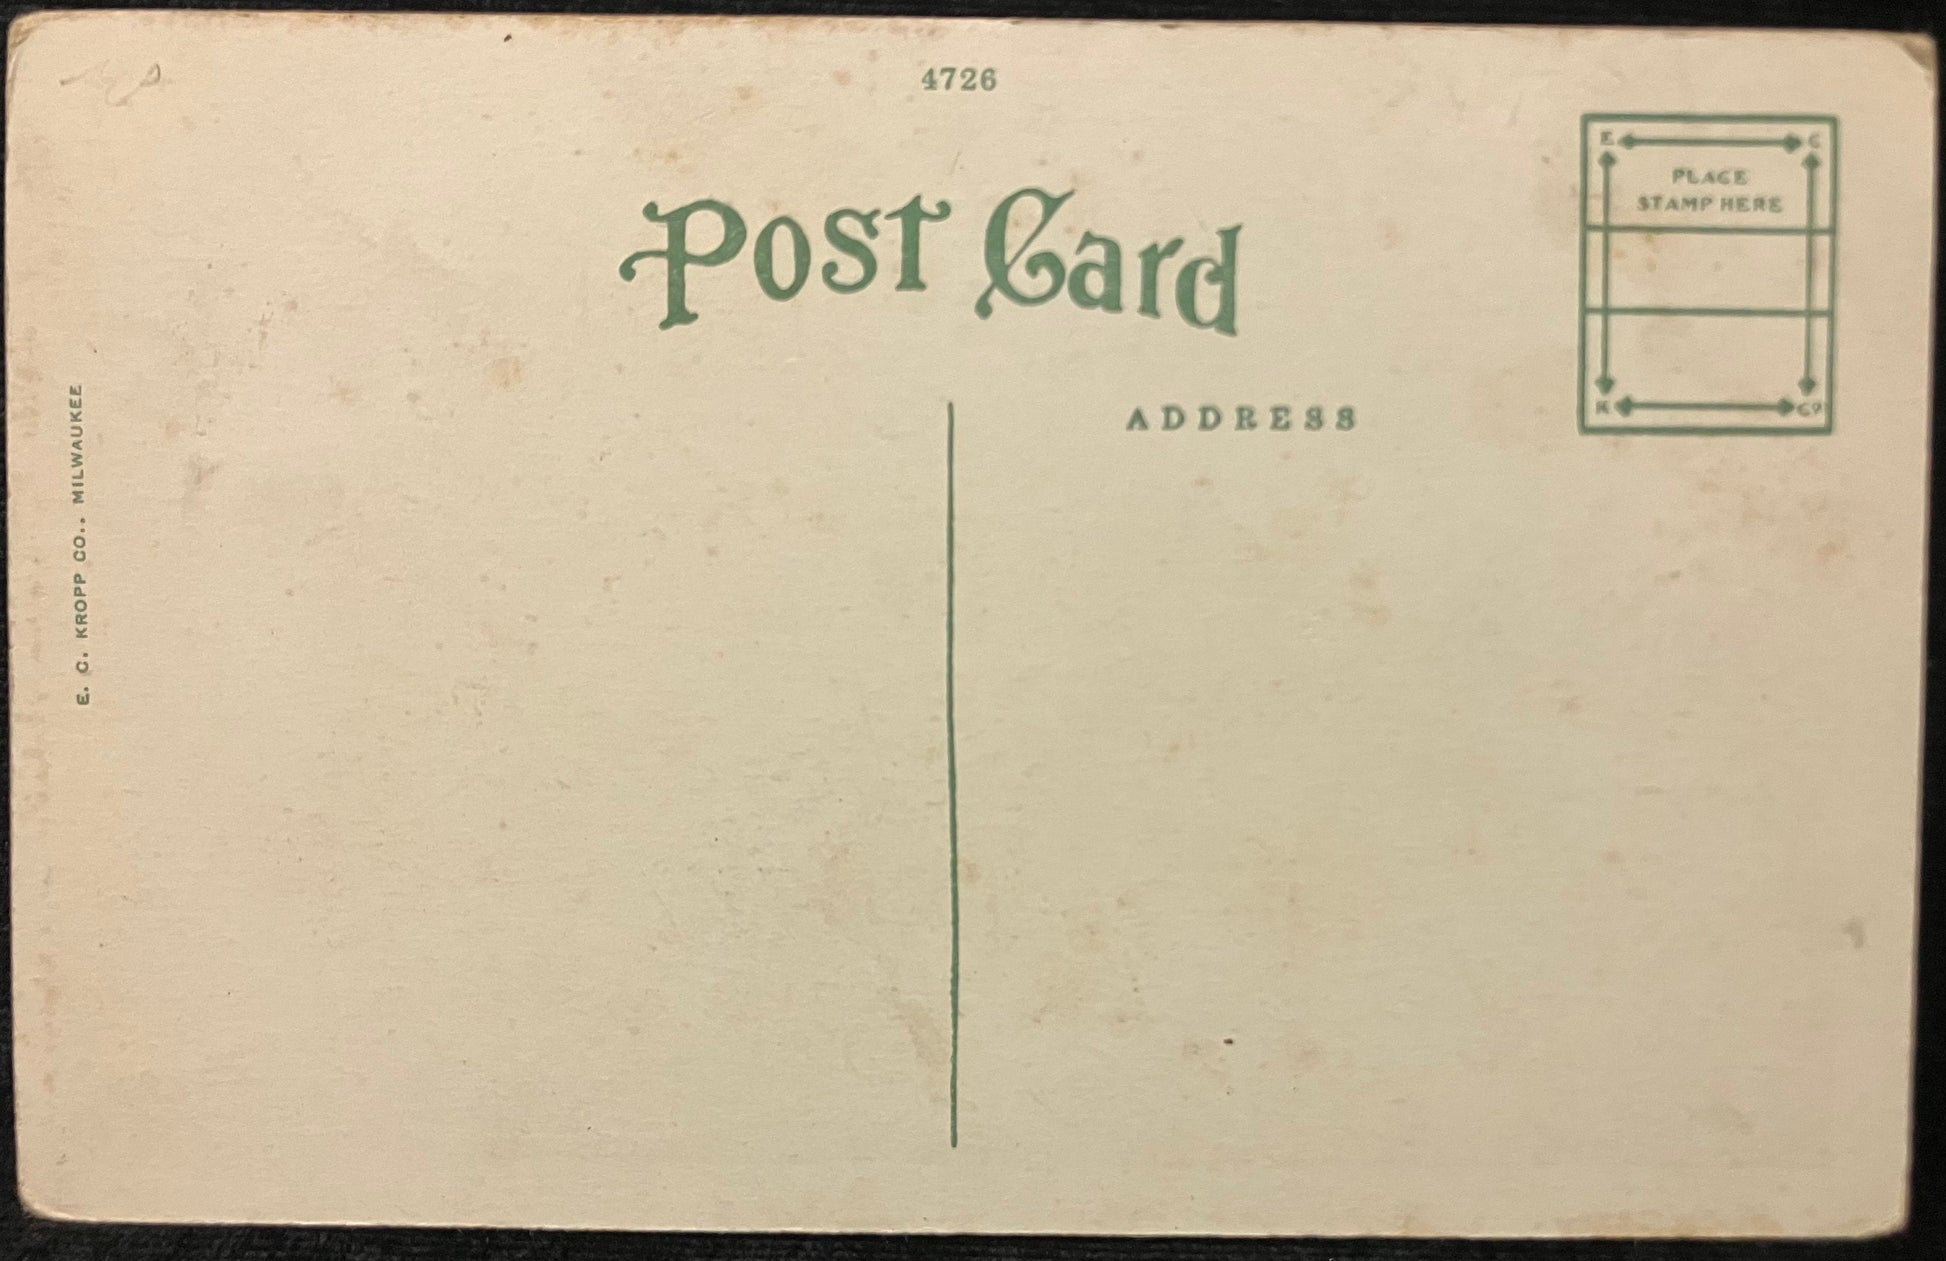 4726
Post Card
E C
PLACE
STAMP HERE
K Co
ADDRESS
E. C. KROPP CO., MILWAUKEE